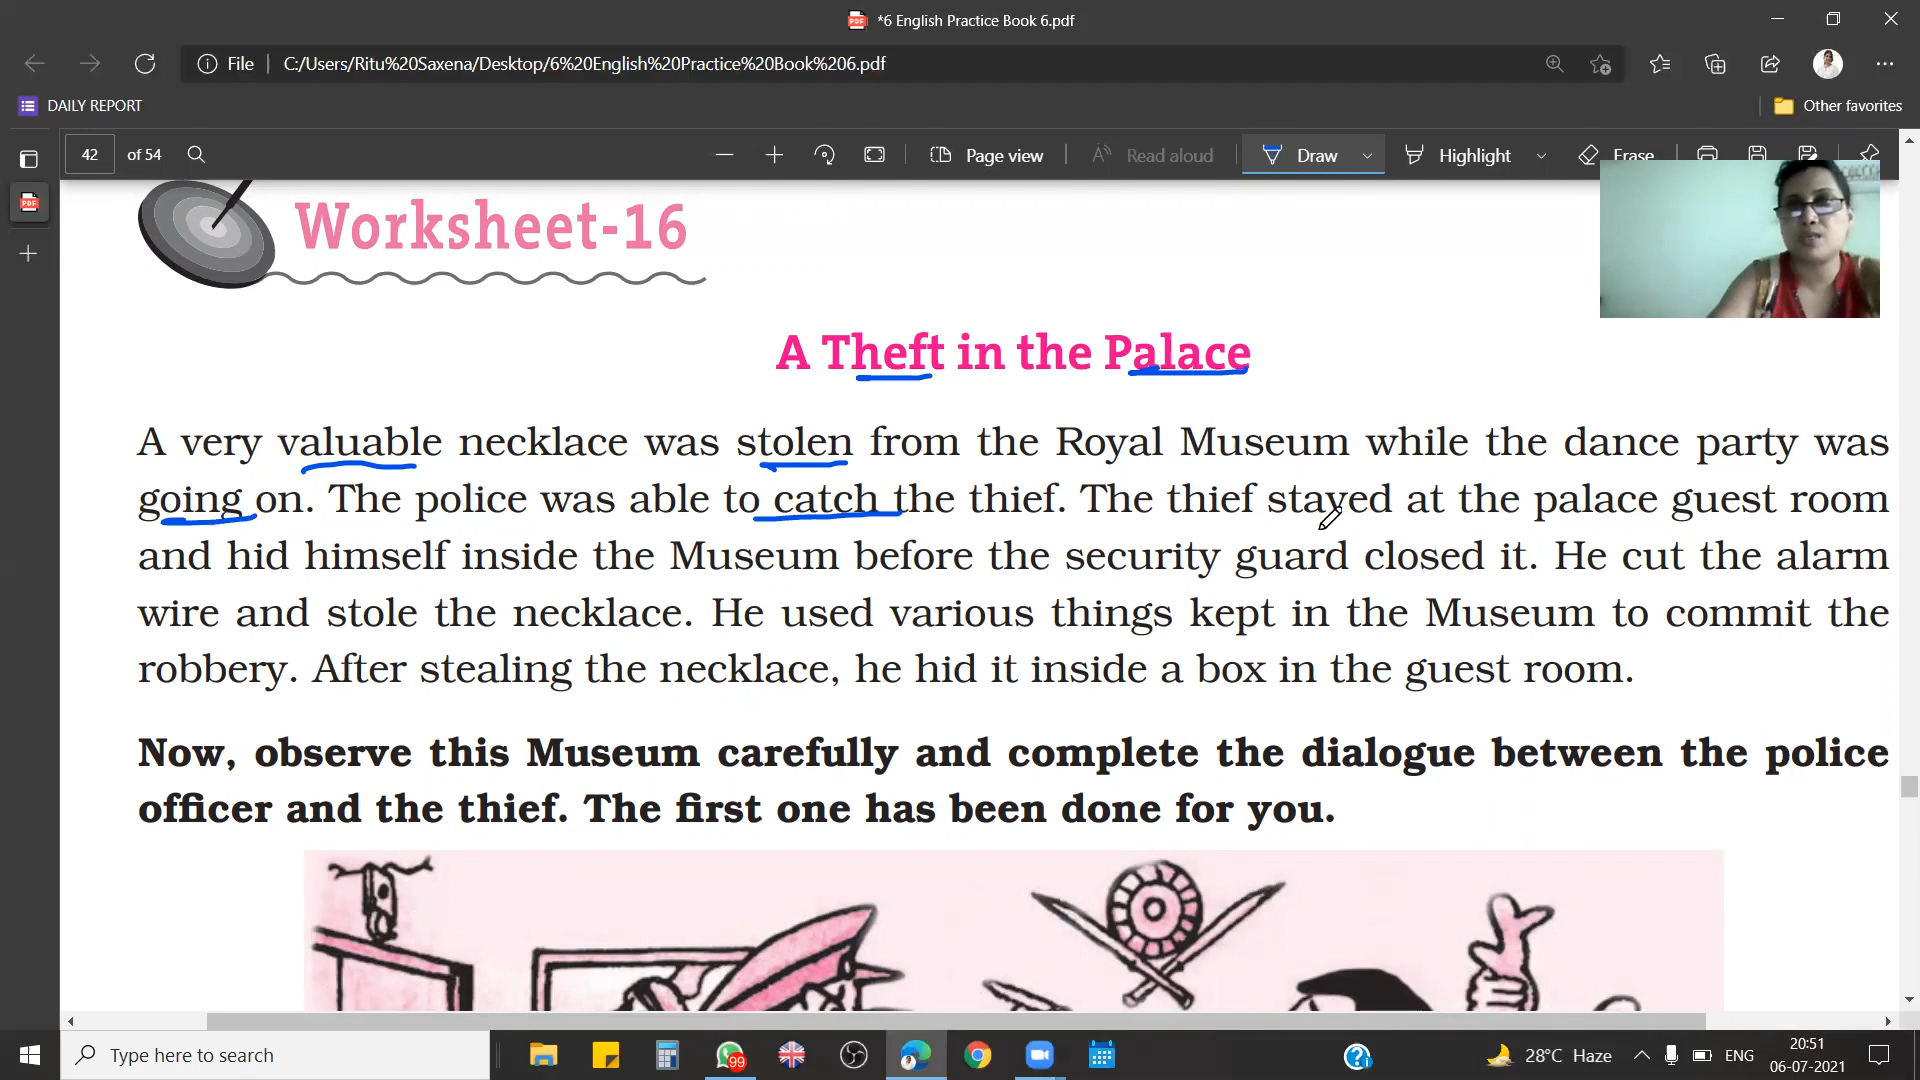 *6 English Practice Book 6.pdf
File C:/Users/Ritu%20Saxena/Desktop/6%20English%20Practice%20Book%206.pdf
DAILY REPORT
Other favorites
42 of 54 Page view Read aloud Draw Highlight Erase
PDF
Worksheet-16
A Theft in the Palace
A very valuable necklace was stolen from the Royal Museum while the dance party was
going on. The police was able to catch the thief. The thief stayed at the palace guest room
and hid himself inside the Museum before the security guard closed it. He cut the alarm
wire and stole the necklace. He used various things kept in the Museum to commit the
robbery. After stealing the necklace, he hid it inside a box in the guest room.
Now, observe this Museum carefully and complete the dialogue between the police
officer and the thief. The first one has been done for you.
Type here to search
99
28°C Haze
ENG
20:51
06-07-2021